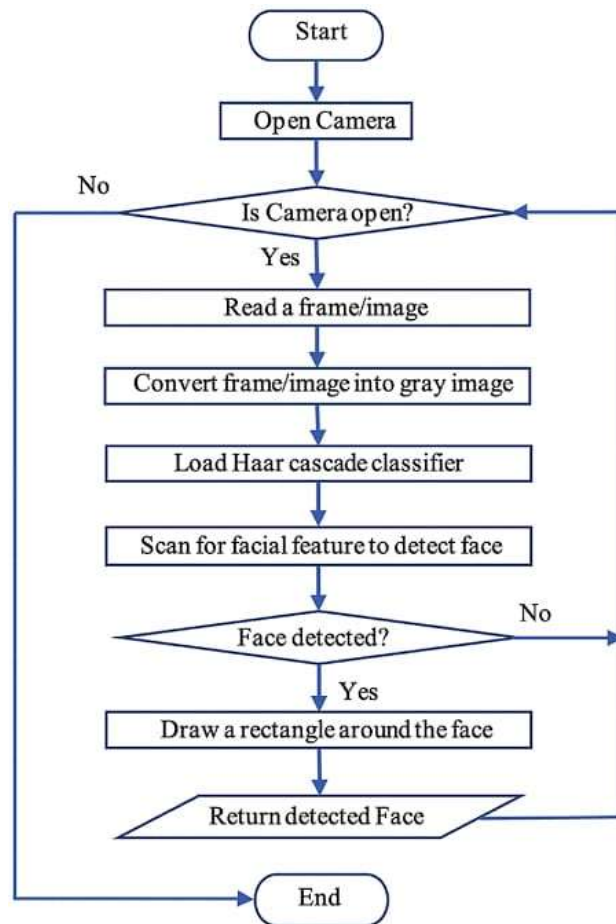 Start
Open Camera
No
Is Camera open?
Yes
Read a frame/image
Convert frame/image into gray image
Load Haar cascade classifier
Scan for facial feature to detect face
No
Face detected?
Yes
Draw a rectangle around the face
Return detected Face
End